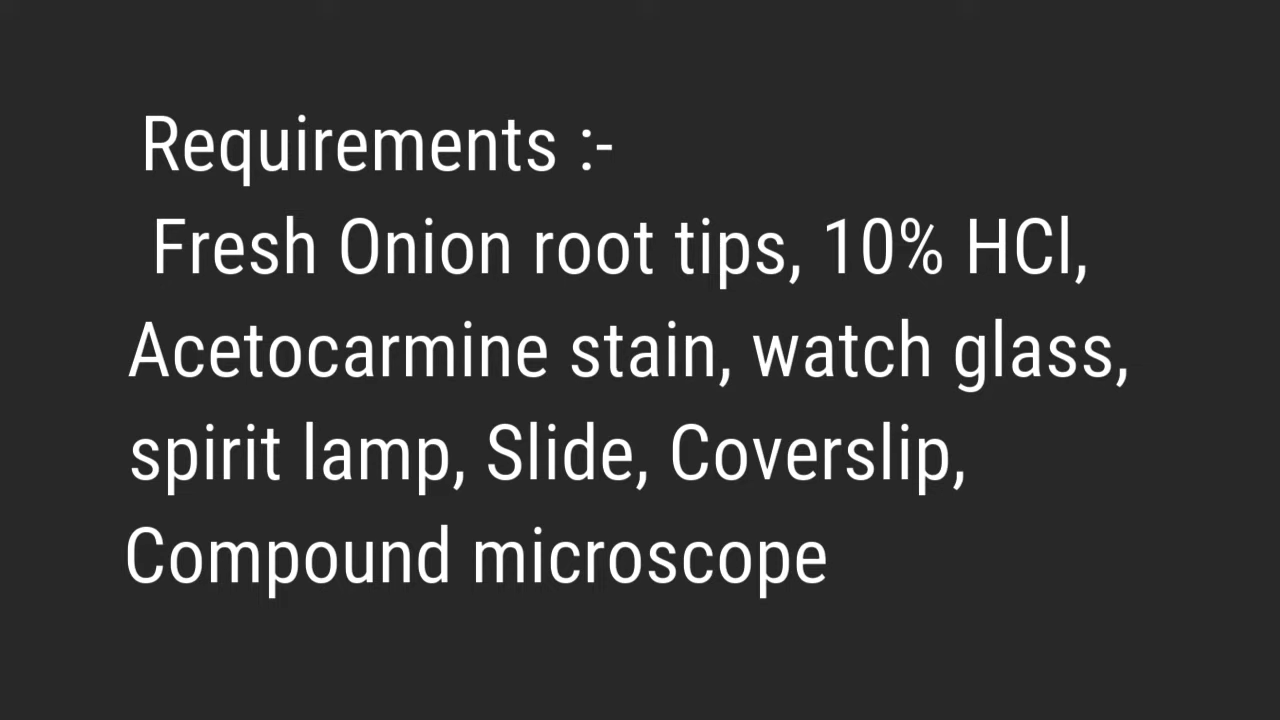 Requirements :-
Fresh Onion root tips, 10% HCl,
Acetocarmine stain, watch glass,
spirit lamp, Slide, Coverslip,
Compound microscope